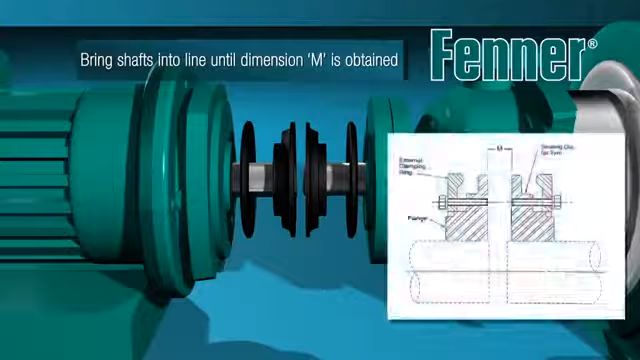 Bring shafts into line until dimension 'M' is obtained
Fenner®
M
External
Clamping
Ring
Flange